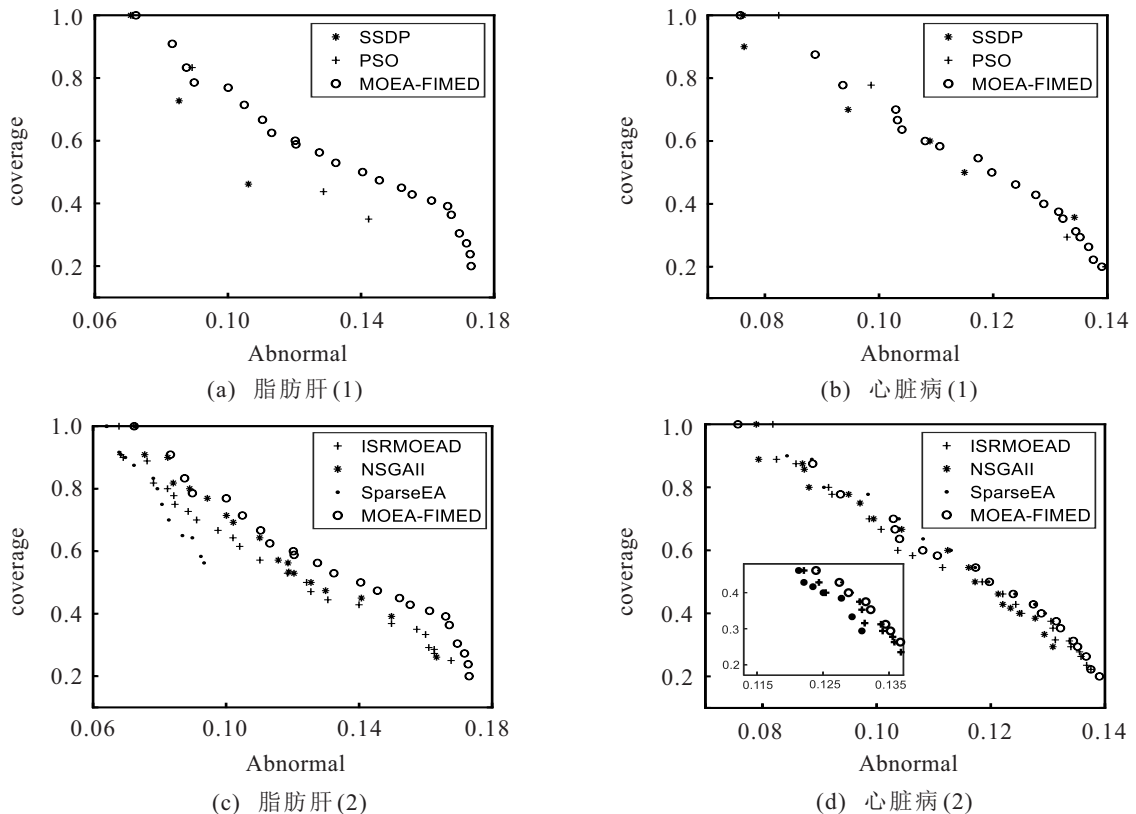 1.0
0.8
0.6
0.4
0.2
coverage
SSDP
PSO
MOEA-FIMED
0.06
0.10
0.14
0.18
Abnormal
(a) 脂肪肝(1)
1.0
0.8
0.6
0.4
0.2
coverage
SSDP
PSO
MOEA-FIMED
0.08
0.10
0.12
0.14
Abnormal
(b) 心脏病(1)
1.0
0.8
0.6
0.4
0.2
coverage
ISRMOEAD
NSGAII
SparseEA
MOEA-FIMED
0.06
0.10
0.14
0.18
Abnormal
(c) 脂肪肝(2)
1.0
0.8
0.6
0.4
0.2
coverage
ISRMOEAD
NSGAII
SparseEA
MOEA-FIMED
0.4
0.3
0.2
0.115
0.125
0.135
0.08
0.10
0.12
0.14
Abnormal
(d) 心脏病(2)